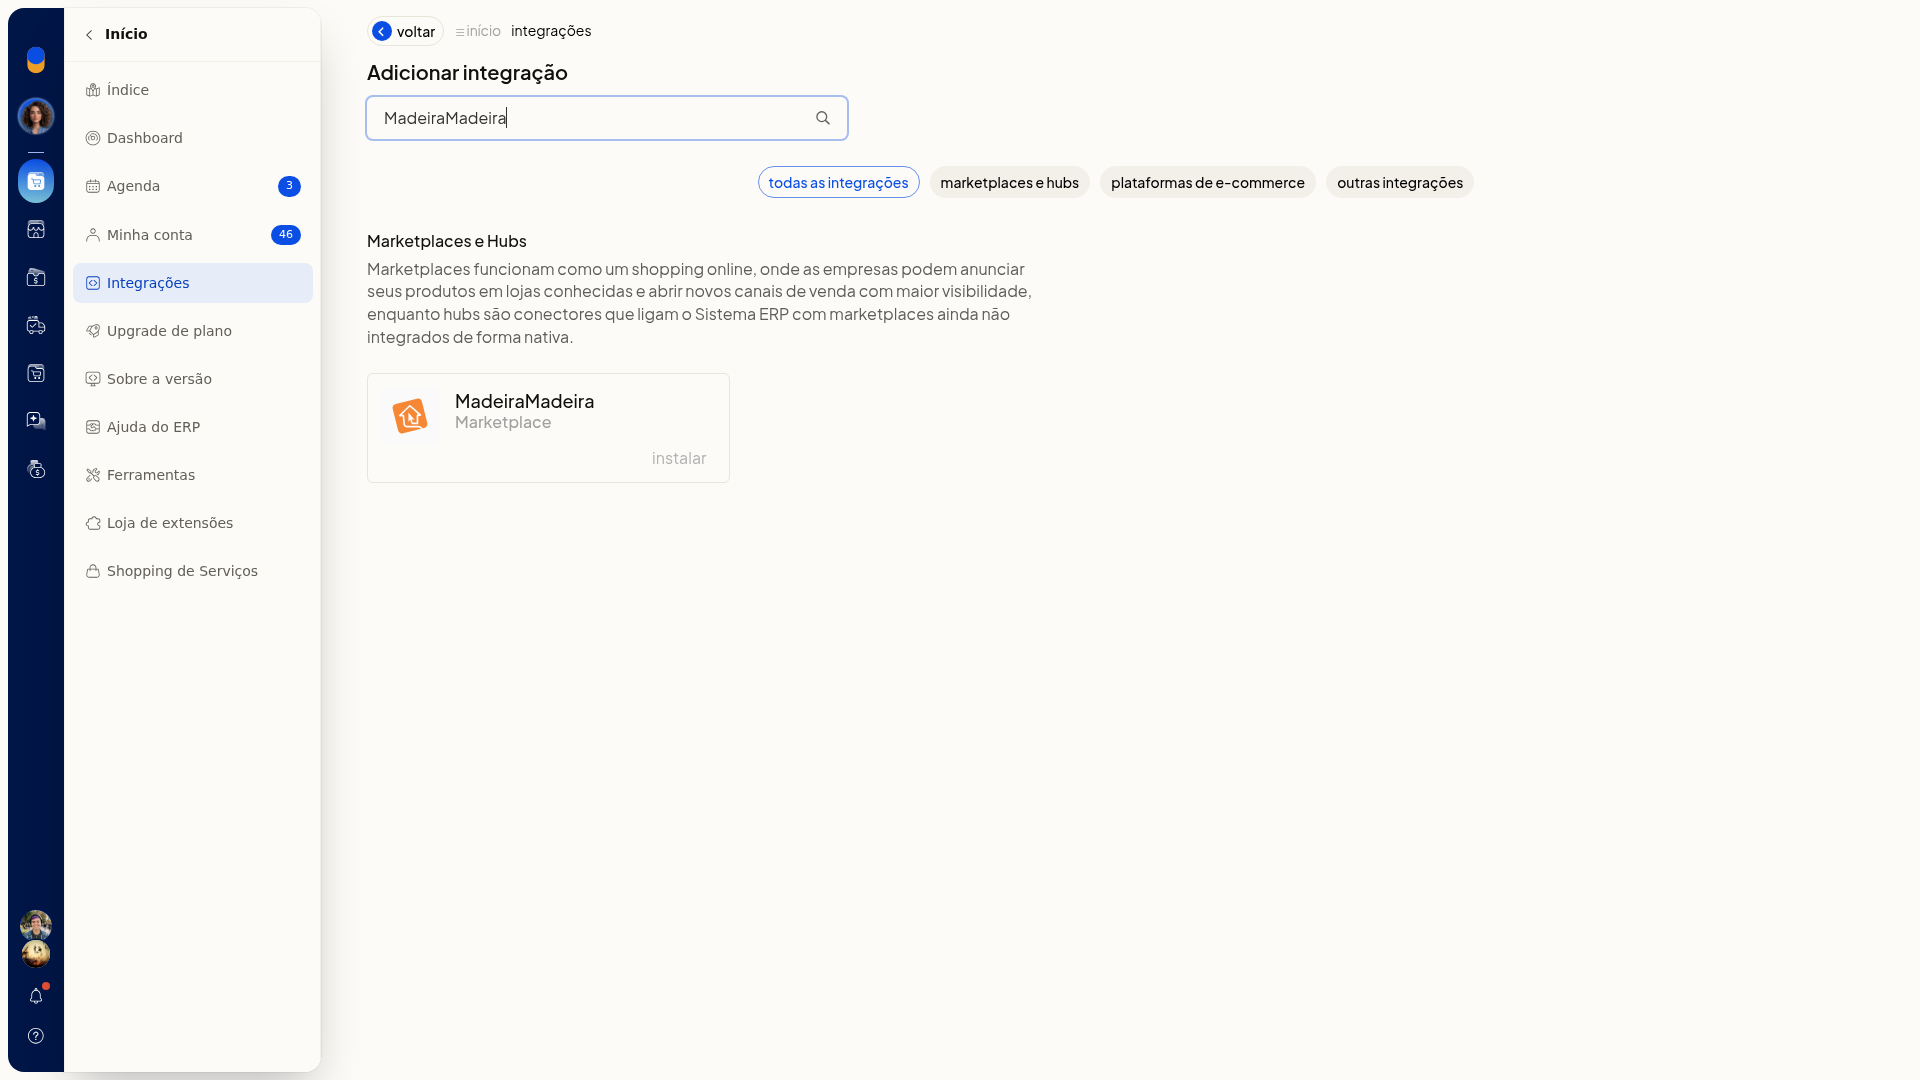 Início
Índice
Dashboard
Agenda
3
Minha conta
46
Integrações
Upgrade de plano
Sobre a versão
Ajuda do ERP
Ferramentas
Loja de extensões
Shopping de Serviços
voltar
início integrações
Adicionar integração
MadeiraMadeira
todas as integrações
marketplaces e hubs
plataformas de e-commerce
outras integrações
Marketplaces e Hubs
Marketplaces funcionam como um shopping online, onde as empresas podem anunciar
seus produtos em lojas conhecidas e abrir novos canais de venda com maior visibilidade,
enquanto hubs são conectores que ligam o Sistema ERP com marketplaces ainda não
integrados de forma nativa.
MadeiraMadeira
Marketplace
instalar